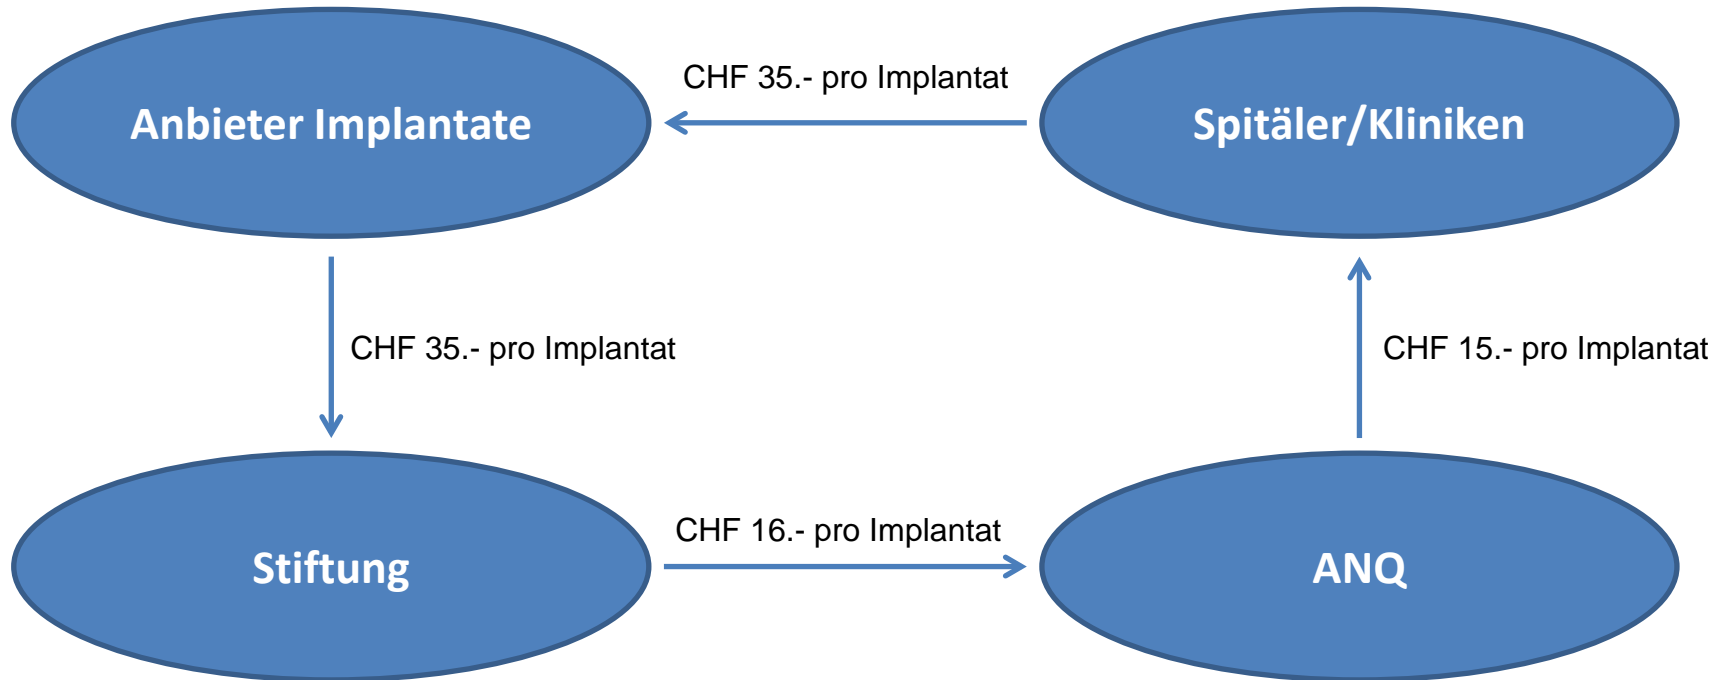 CHF 35.- pro Implantat
Anbieter Implantate
Spitäler/Kliniken
CHF 35.- pro Implantat
CHF 15.- pro Implantat
CHF 16.- pro Implantat
Stiftung
ANQ